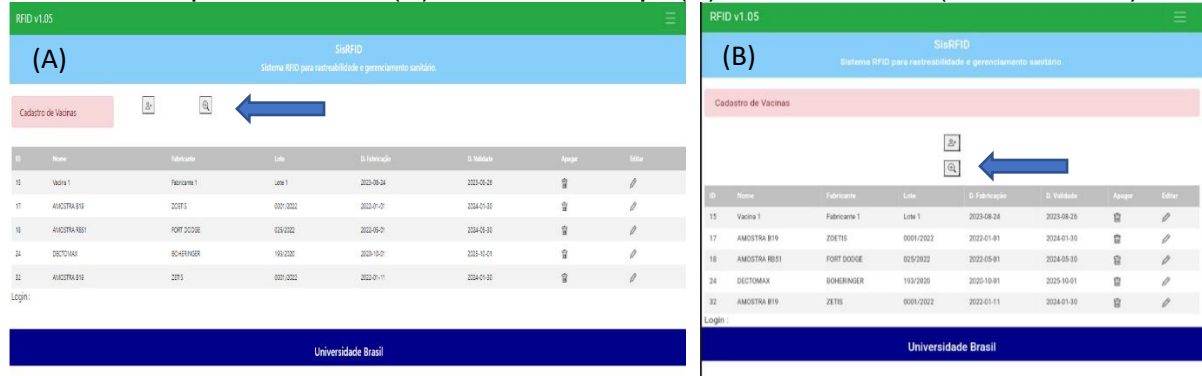 RFID v1.05
(A)
SisRFID
Sistema RFID para rastreabilidade e gerenciamento sanitário.
Cadastro de Vacinas
ID Nome Fabricante Lote D. Fabricação D. Validade Apagar Editar
15 Vacina 1 Fabricante 1 Lote 1 2023-08-24 2023-08-26
17 AMOSTRA B19 ZOETIS 0001/2022 2022-01-01 2024-01-30
18 AMOSTRA RB51 FORT DODGE 025/2022 2022-05-01 2024-05-30
24 DECTOMAX BOHERINGER 193/2020 2020-10-01 2025-10-01
32 AMOSTRA B19 ZETIS 0001/2022 2022-01-11 2024-01-30
Login :
Universidade Brasil
RFID v1.05
(B)
SisRFID
Sistema RFID para rastreabilidade e gerenciamento sanitário.
Cadastro de Vacinas
ID Nome Fabricante Lote D. Fabricação D. Validade Apagar Editar
15 Vacina 1 Fabricante 1 Lote 1 2023-08-24 2023-08-26
17 AMOSTRA B19 ZOETIS 0001/2022 2022-01-01 2024-01-30
18 AMOSTRA RB51 FORT DODGE 025/2022 2022-05-01 2024-05-30
24 DECTOMAX BOHERINGER 193/2020 2020-10-01 2025-10-01
32 AMOSTRA B19 ZETIS 0001/2022 2022-01-11 2024-01-30
Login :
Universidade Brasil